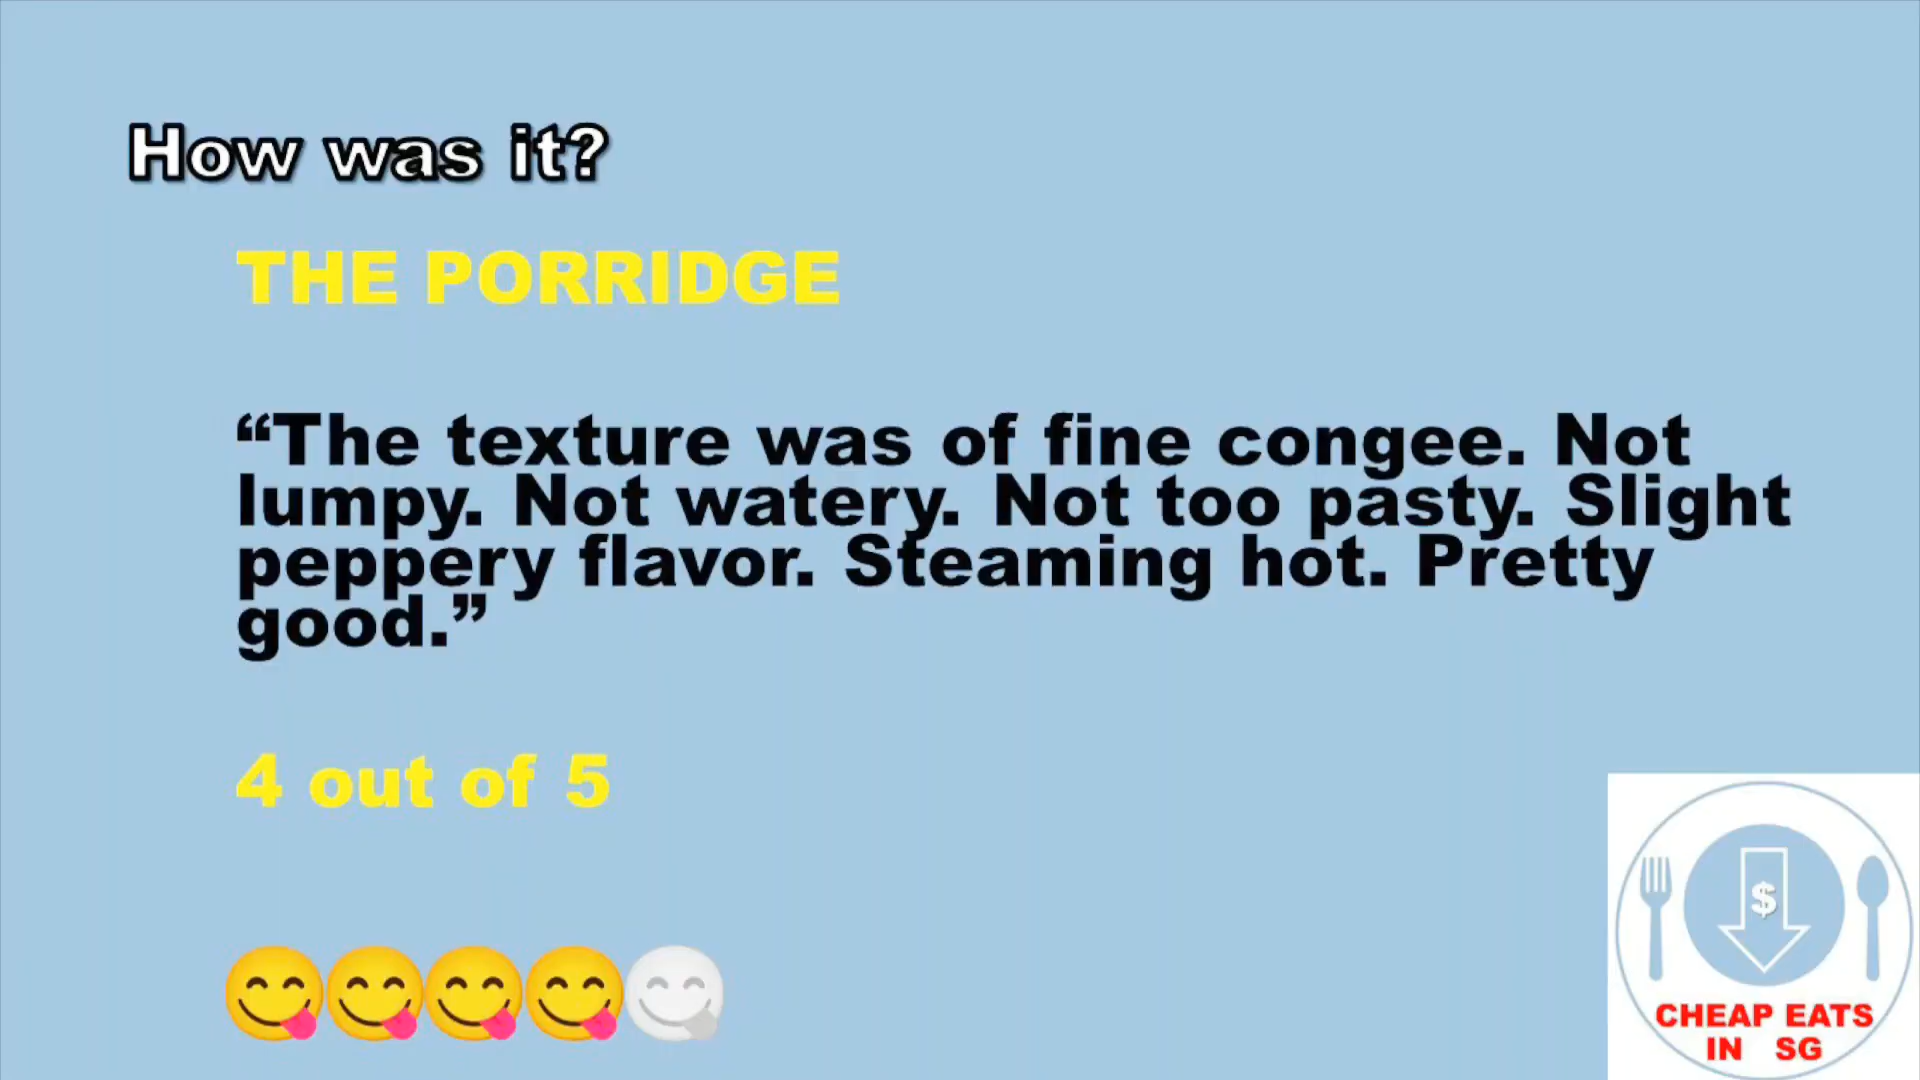 How was it?
THE PORRIDGE
“The texture was of fine congee. Not
lumpy. Not watery. Not too pasty. Slight
peppery flavor. Steaming hot. Pretty
good.”
4 out of 5
$
CHEAP EATS
IN SG